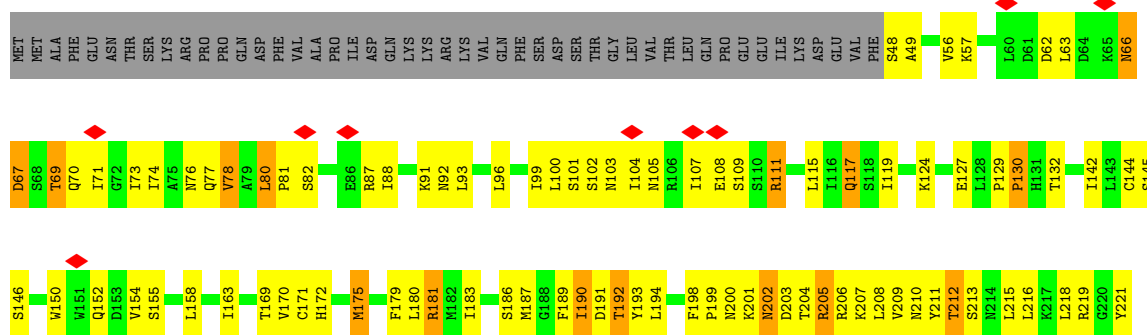 MET MET ALA PHE GLU ASN THR SER LYS ARG PRO PRO GLN ASP PHE VAL ALA PRO ILE ASP GLN LYS LYS ARG LYS VAL GLN PHE SER ASP SER THR GLY LEU VAL THR LEU GLN PRO GLU GLU ILE LYS ASP GLU VAL PHE S48 A49 V56 K57 L60 D61 D62 L63 D64 K65 N66
D67 S68 T69 Q70 I71 G72 I73 I74 A75 N76 Q77 V78 A79 L80 P81 S82 E86 R87 I88 K91 N92 L93 L96 I99 L100 S101 S102 N103 I104 N105 R106 I107 E108 S109 S110 R111 L115 I116 Q117 S118 I119 K124 E127 L128 P129 P130 H131 T132 I142 L143 C144 S145
S146 W150 W151 Q152 D153 V154 S155 L158 I163 T169 V170 C171 H172 M175 F179 L180 R181 M182 I183 S186 M187 G188 F189 I190 D191 T192 Y193 L194 F198 P199 N200 K201 N202 D203 T204 R205 R206 K207 L208 V209 N210 Y211 T212 S213 N214 L215 L216 K217 L218 R219 G220 Y221